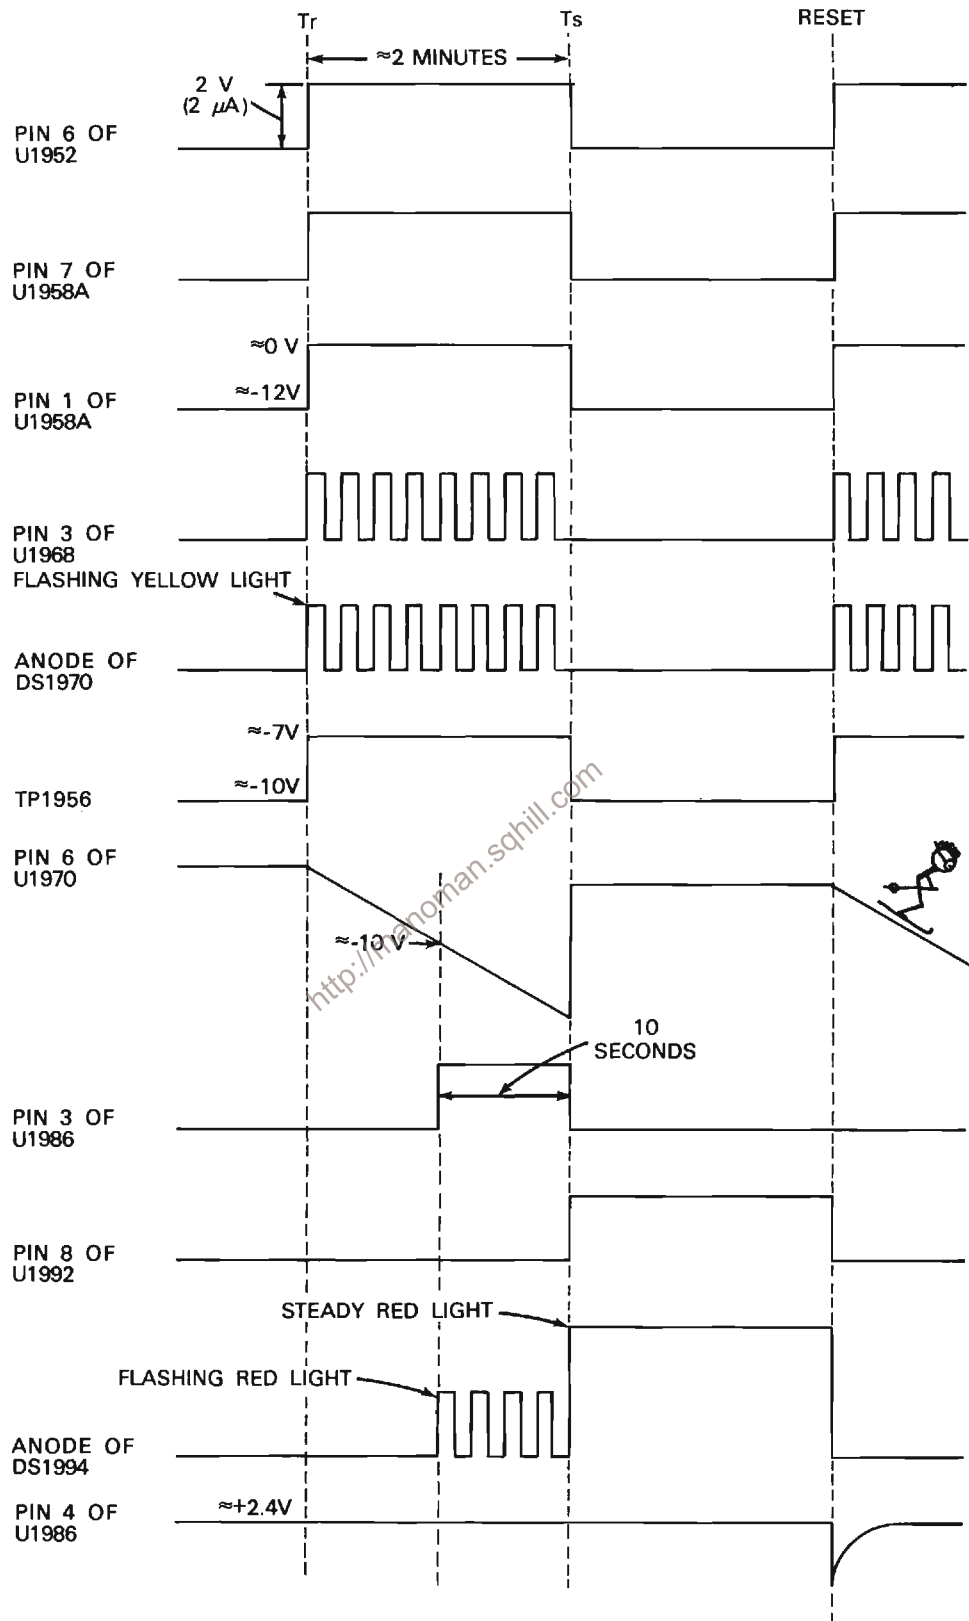 Tr
Ts
RESET
≈2 MINUTES
2 V
(2 μA)
PIN 6 OF
U1952
PIN 7 OF
U1958A
≈0 V
≈-12V
PIN 1 OF
U1958A
PIN 3 OF
U1968
FLASHING YELLOW LIGHT
ANODE OF
DS1970
≈-7V
≈-10V
TP1956
PIN 6 OF
U1970
≈-10 V
http://manoman.sqhill.com
10
SECONDS
PIN 3 OF
U1986
PIN 8 OF
U1992
STEADY RED LIGHT
FLASHING RED LIGHT
ANODE OF
DS1994
≈+2.4V
PIN 4 OF
U1986